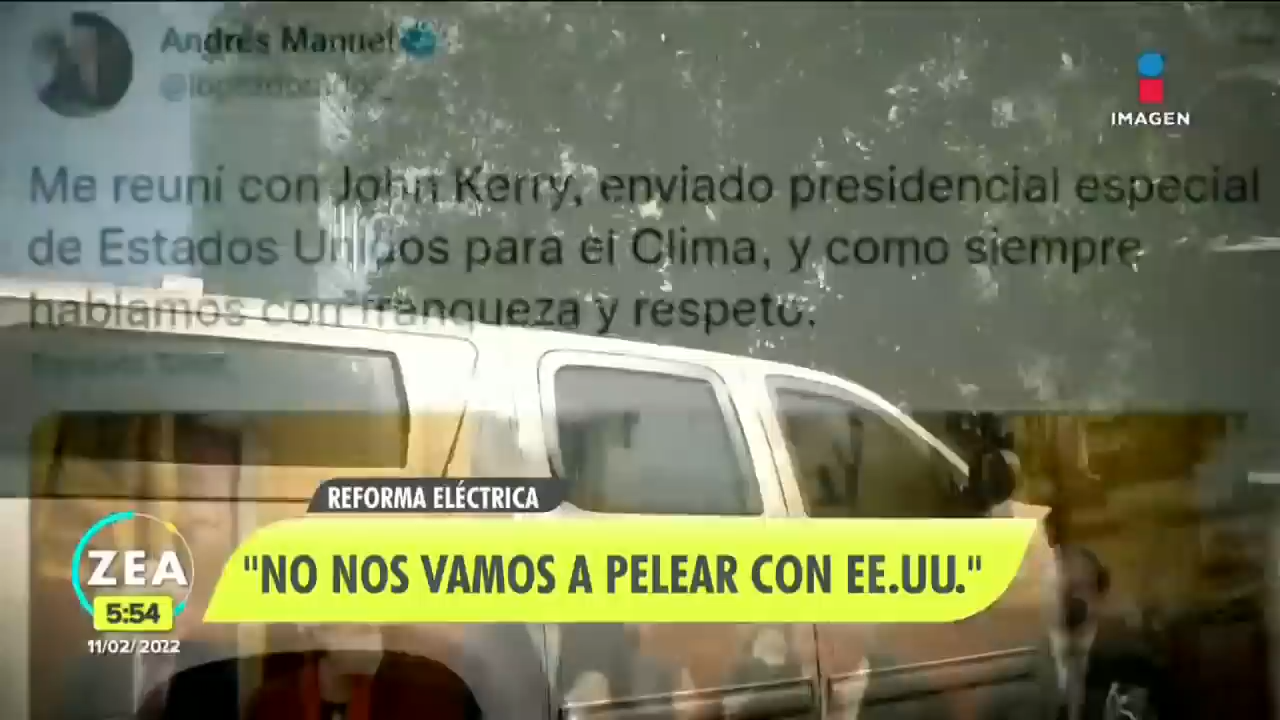 Andrés Manuel
@lopezobrador_
IMAGEN
Me reuní con John Kerry, enviado presidencial especial
de Estados Unidos para el Clima, y como siempre
hablamos con franqueza y respeto.
REFORMA ELÉCTRICA
"NO NOS VAMOS A PELEAR CON EE.UU."
ZEA
5:54
11/02/2022